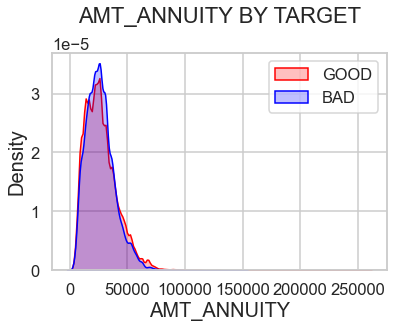 AMT_ANNUITY BY TARGET
1e−5
GOOD
BAD
3
2
1
0
Density
0 50000 100000 150000 200000 250000
AMT_ANNUITY